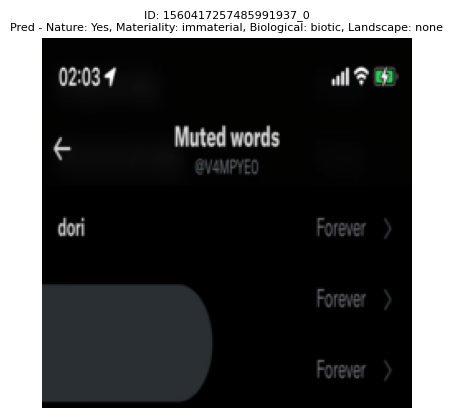 ID: 1560417257485991937_0
Pred - Nature: Yes, Materiality: immaterial, Biological: biotic, Landscape: none
02:03
Muted words
@V4MPYE0
dori Forever
Forever
Forever